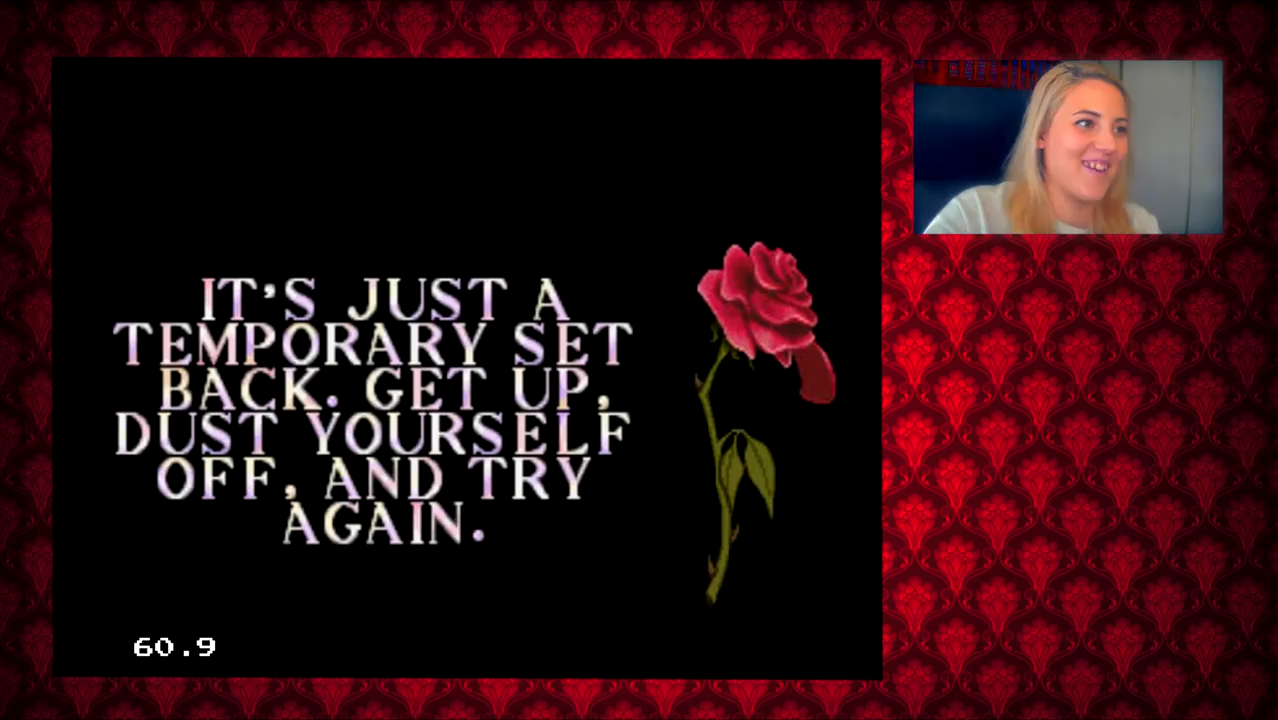 IT'S JUST A
TEMPORARY SET
BACK. GET UP,
DUST YOURSELF
OFF, AND TRY
AGAIN.
60.9